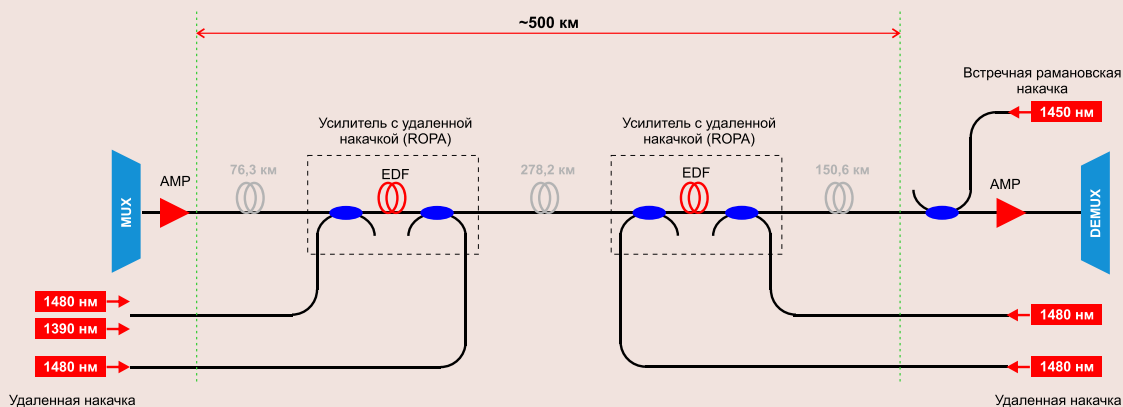 ~500 км
Встречная рамановская
накачка
1450 нм
Усилитель с удаленной
накачкой (ROPA)
Усилитель с удаленной
накачкой (ROPA)
76,3 км
EDF
278,2 км
EDF
150,6 км
AMP
AMP
MUX
DEMUX
1480 нм
1390 нм
1480 нм
1480 нм
1480 нм
Удаленная накачка
Удаленная накачка